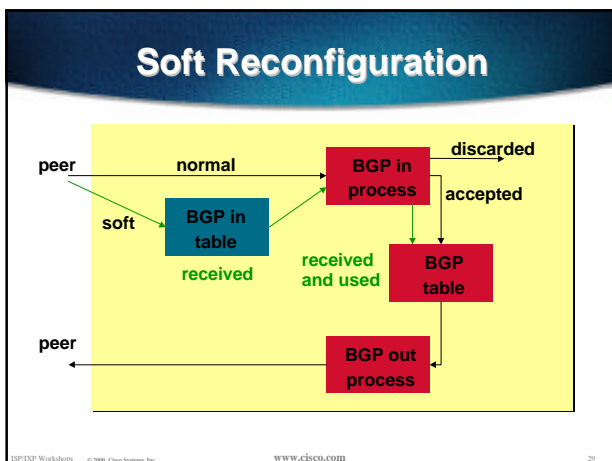 Soft Reconfiguration
peer
normal
BGP in
process
discarded
accepted
soft
BGP in
table
received
received
and used
BGP
table
peer
BGP out
process
ISP/IXP Workshops
© 2000, Cisco Systems, Inc.
www.cisco.com
29